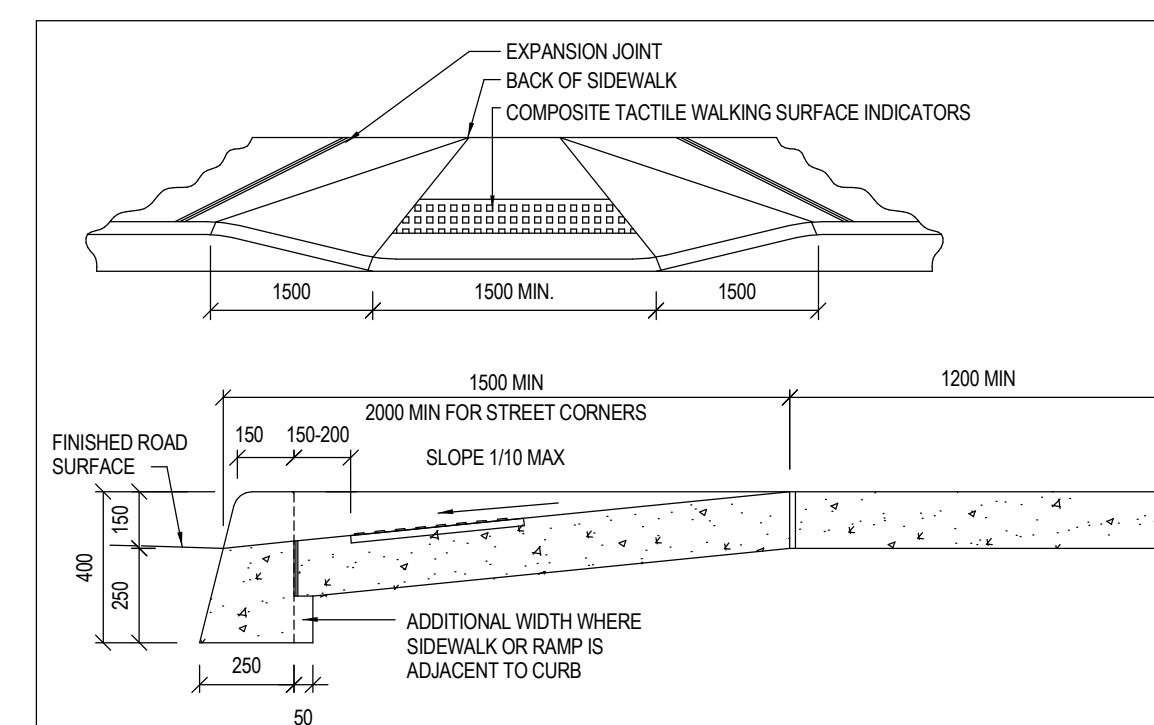 EXPANSION JOINT
BACK OF SIDEWALK
COMPOSITE TACTILE WALKING SURFACE INDICATORS
1500
1500 MIN.
1500
1500 MIN
1200 MIN
2000 MIN FOR STREET CORNERS
FINISHED ROAD
SURFACE
150
150-200
SLOPE 1/10 MAX
150
400
250
ADDITIONAL WIDTH WHERE
SIDEWALK OR RAMP IS
ADJACENT TO CURB
250
50